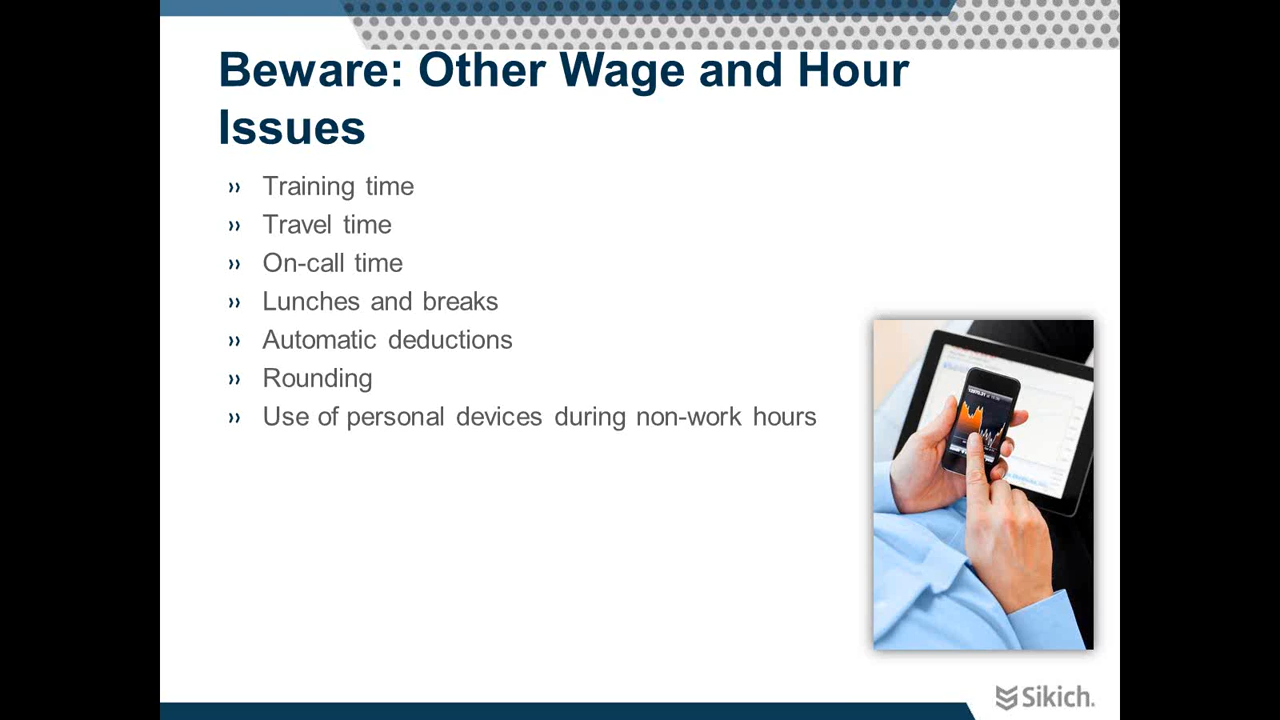 Beware: Other Wage and Hour
Issues
›› Training time
›› Travel time
›› On-call time
›› Lunches and breaks
›› Automatic deductions
›› Rounding
›› Use of personal devices during non-work hours
Sikich.